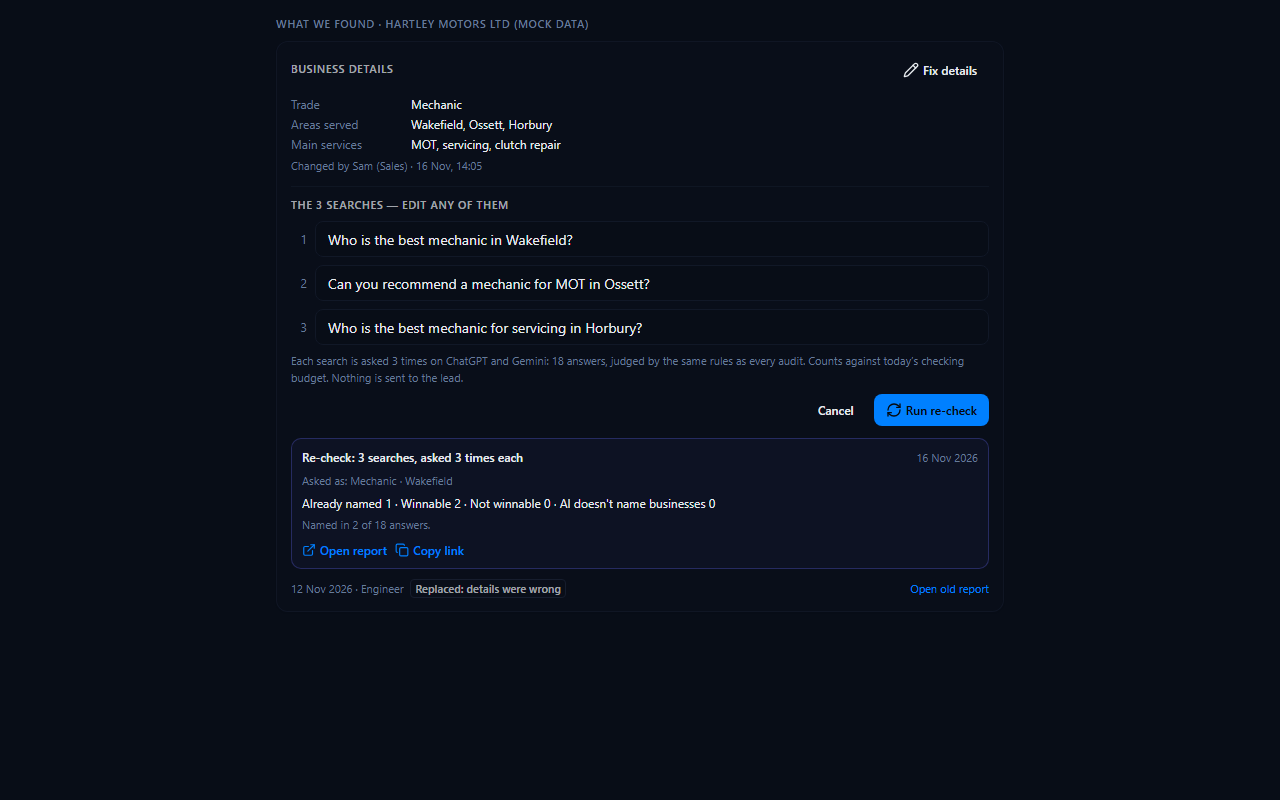 WHAT WE FOUND · HARTLEY MOTORS LTD (MOCK DATA)
BUSINESS DETAILS
Fix details
Trade Mechanic
Areas served Wakefield, Ossett, Horbury
Main services MOT, servicing, clutch repair
Changed by Sam (Sales) · 16 Nov, 14:05
THE 3 SEARCHES — EDIT ANY OF THEM
1 Who is the best mechanic in Wakefield?
2 Can you recommend a mechanic for MOT in Ossett?
3 Who is the best mechanic for servicing in Horbury?
Each search is asked 3 times on ChatGPT and Gemini: 18 answers, judged by the same rules as every audit. Counts against today's checking
budget. Nothing is sent to the lead.
Cancel Run re-check
Re-check: 3 searches, asked 3 times each 16 Nov 2026
Asked as: Mechanic · Wakefield
Already named 1 · Winnable 2 · Not winnable 0 · AI doesn't name businesses 0
Named in 2 of 18 answers.
Open report Copy link
12 Nov 2026 · Engineer Replaced: details were wrong Open old report